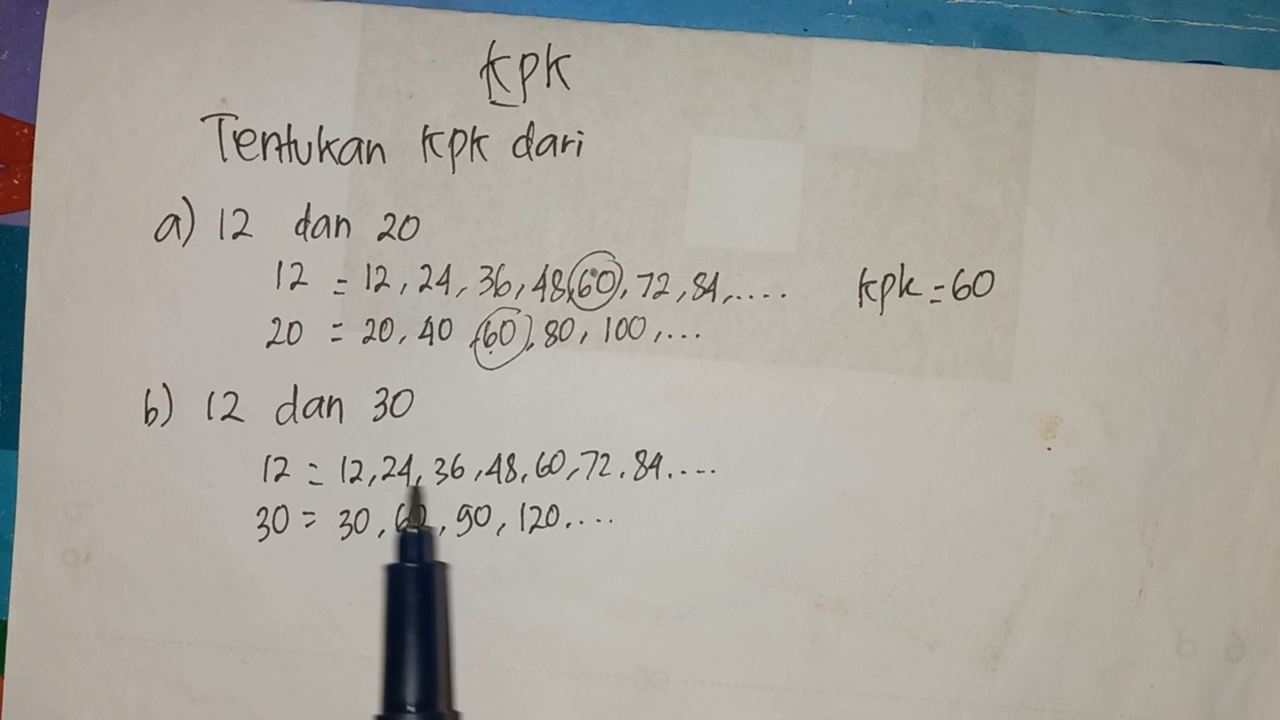 KPK
Tentukan KPK dari
a) 12 dan 20
12 = 12, 24, 36, 48, 60, 72, 84, .... KPK = 60
20 = 20, 40, 60, 80, 100, ...
b) 12 dan 30
12 = 12, 24, 36, 48, 60, 72. 84. ....
30 = 30, 60, 90, 120, ...